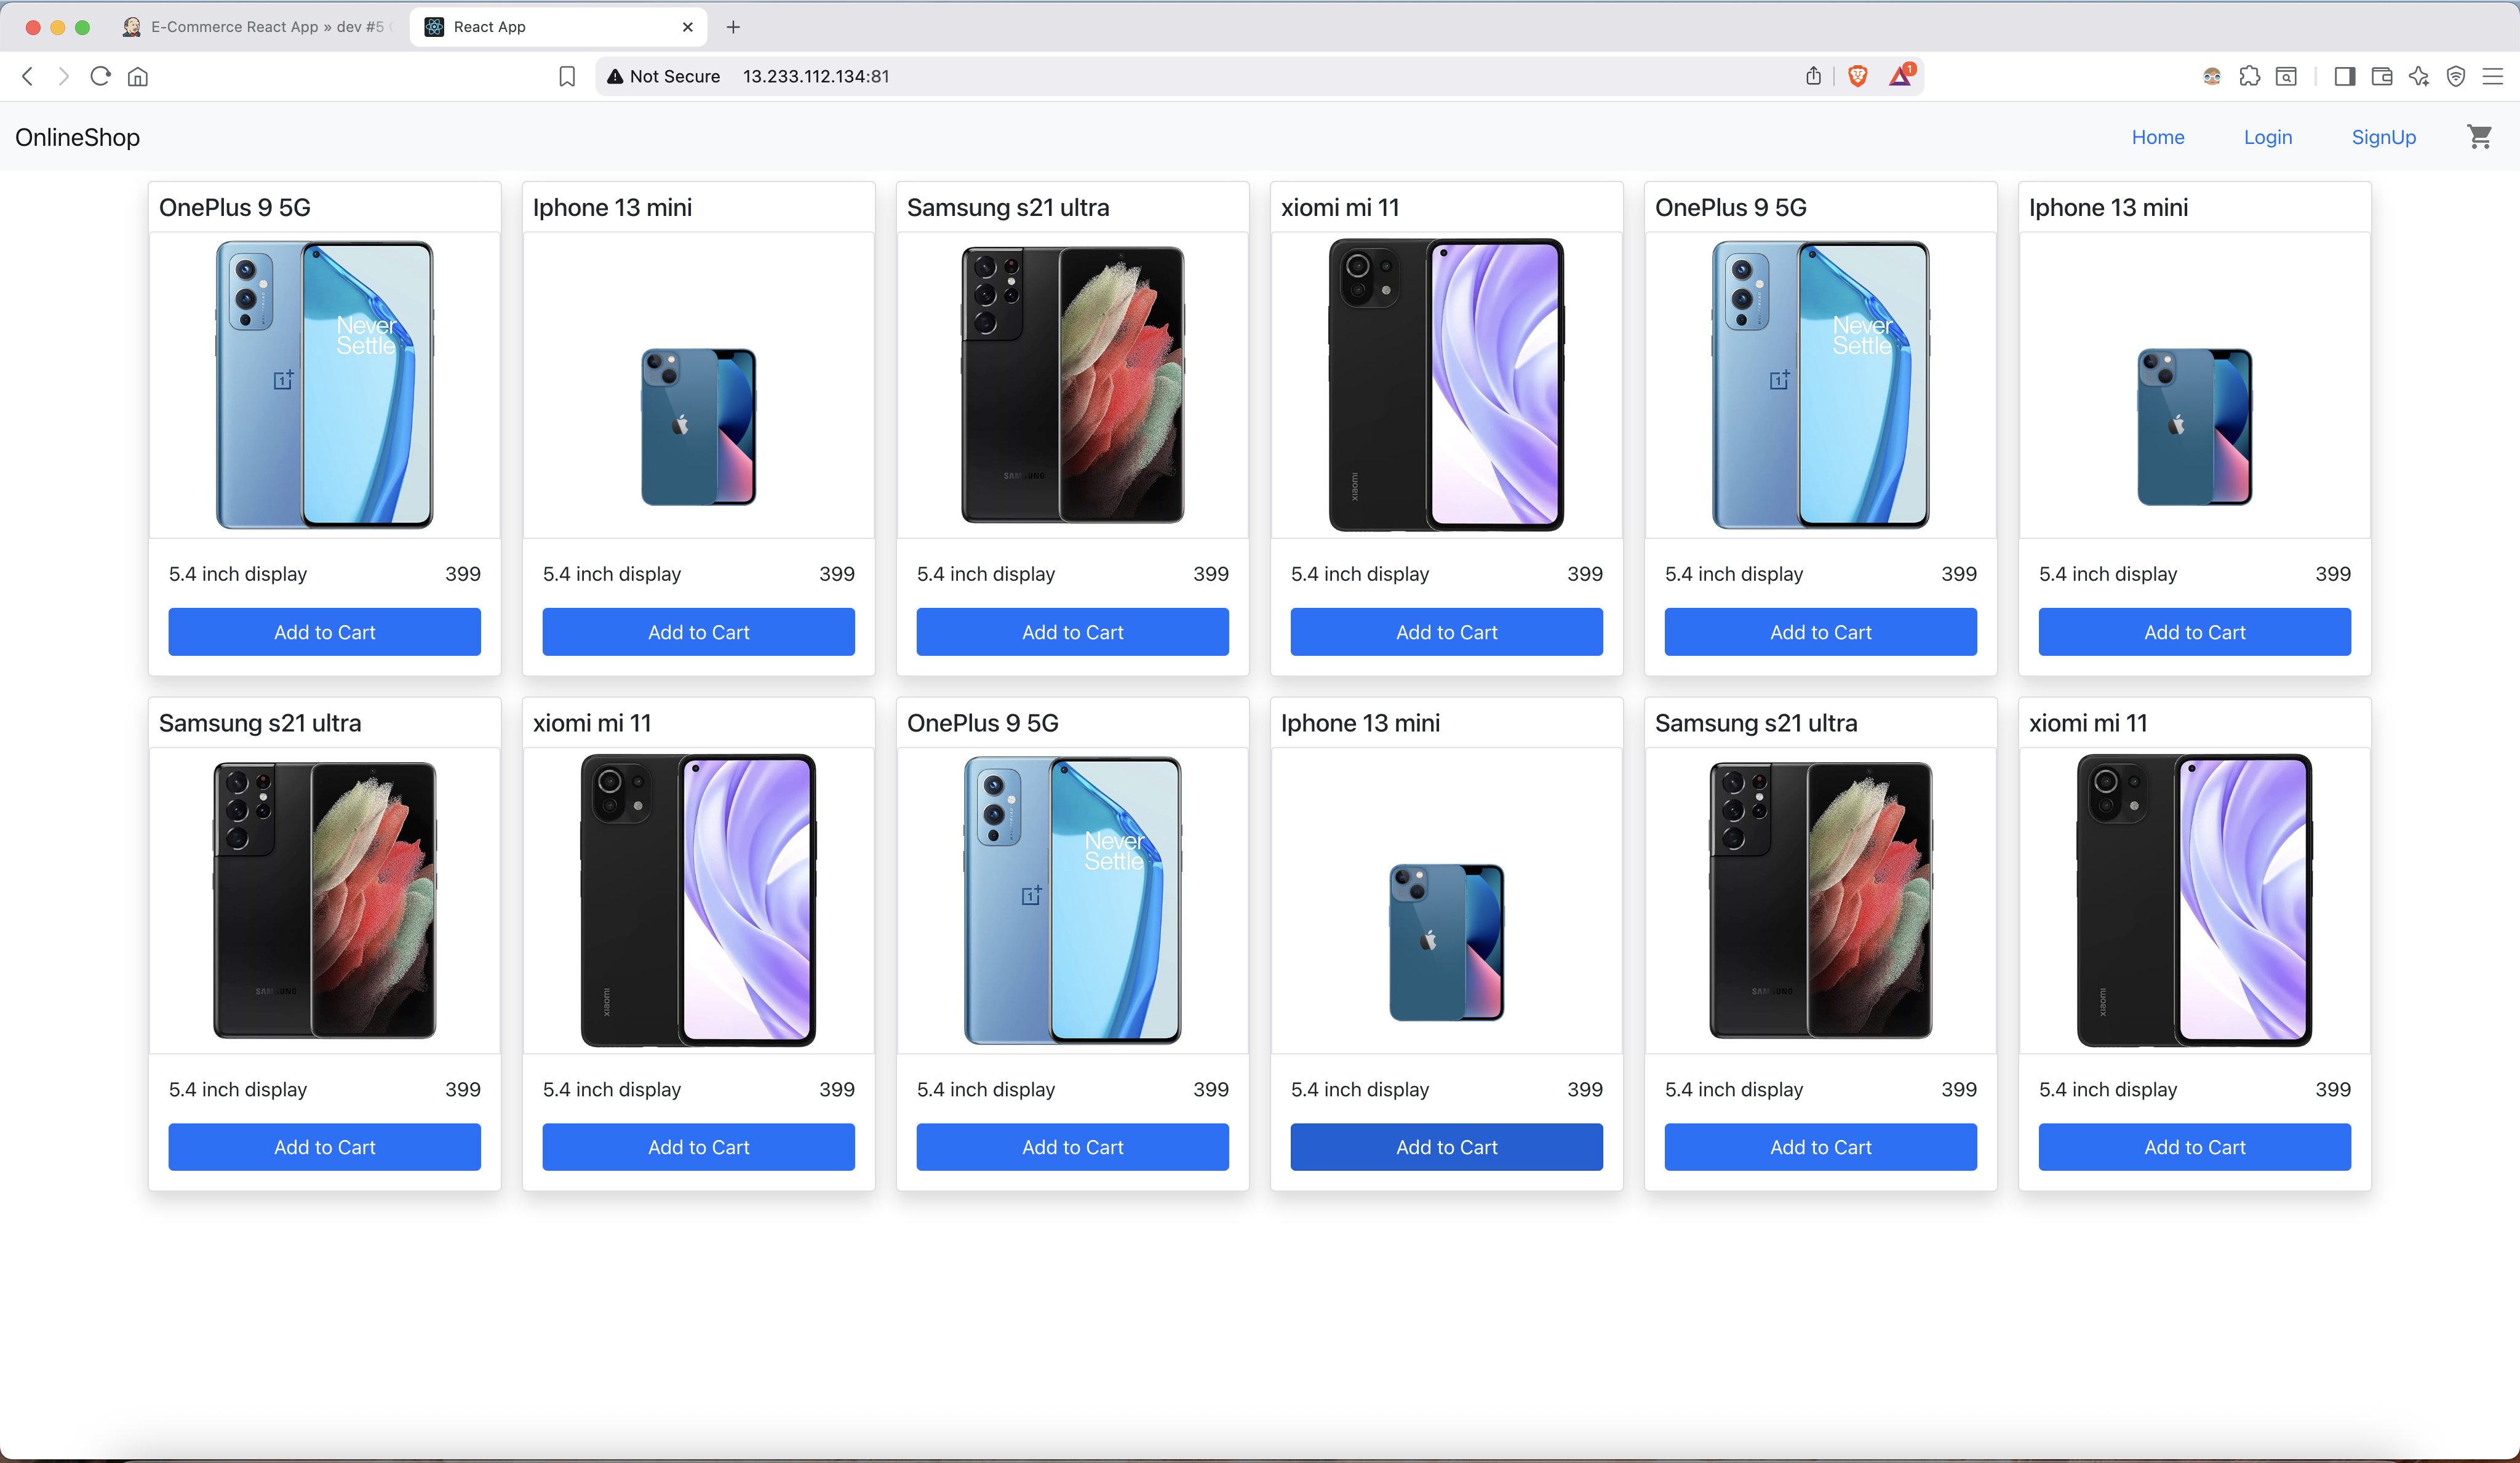 E-Commerce React App » dev #5
React App
Not Secure 13.233.112.134:81
1
OnlineShop
Home Login SignUp
OnePlus 9 5G
Iphone 13 mini
Samsung s21 ultra
xiomi mi 11
OnePlus 9 5G
Iphone 13 mini
Never
Settle
SAMSUNG
xiaomi
Never
Settle
5.4 inch display 399
5.4 inch display 399
5.4 inch display 399
5.4 inch display 399
5.4 inch display 399
5.4 inch display 399
Add to Cart
Add to Cart
Add to Cart
Add to Cart
Add to Cart
Add to Cart
Samsung s21 ultra
xiomi mi 11
OnePlus 9 5G
Iphone 13 mini
Samsung s21 ultra
xiomi mi 11
SAMSUNG
xiaomi
Never
Settle
SAMSUNG
xiaomi
5.4 inch display 399
5.4 inch display 399
5.4 inch display 399
5.4 inch display 399
5.4 inch display 399
5.4 inch display 399
Add to Cart
Add to Cart
Add to Cart
Add to Cart
Add to Cart
Add to Cart